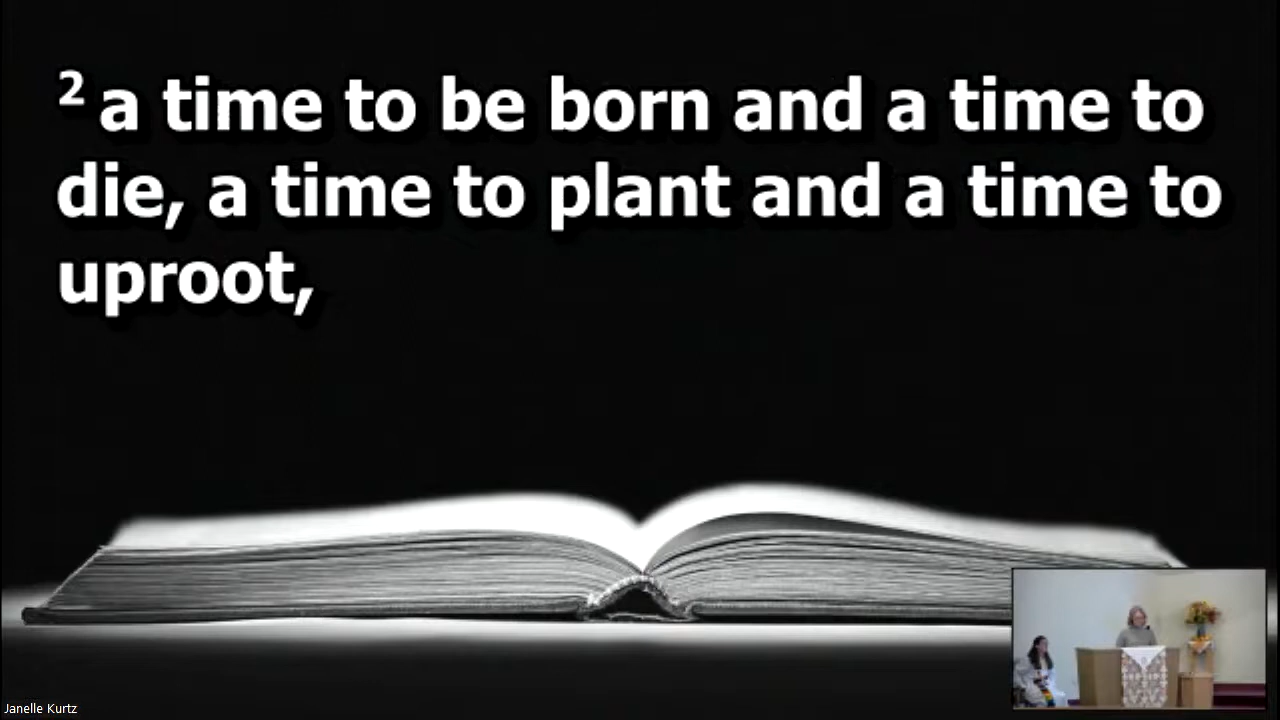 2 a time to be born and a time to
die, a time to plant and a time to
uproot,
Janelle Kurtz